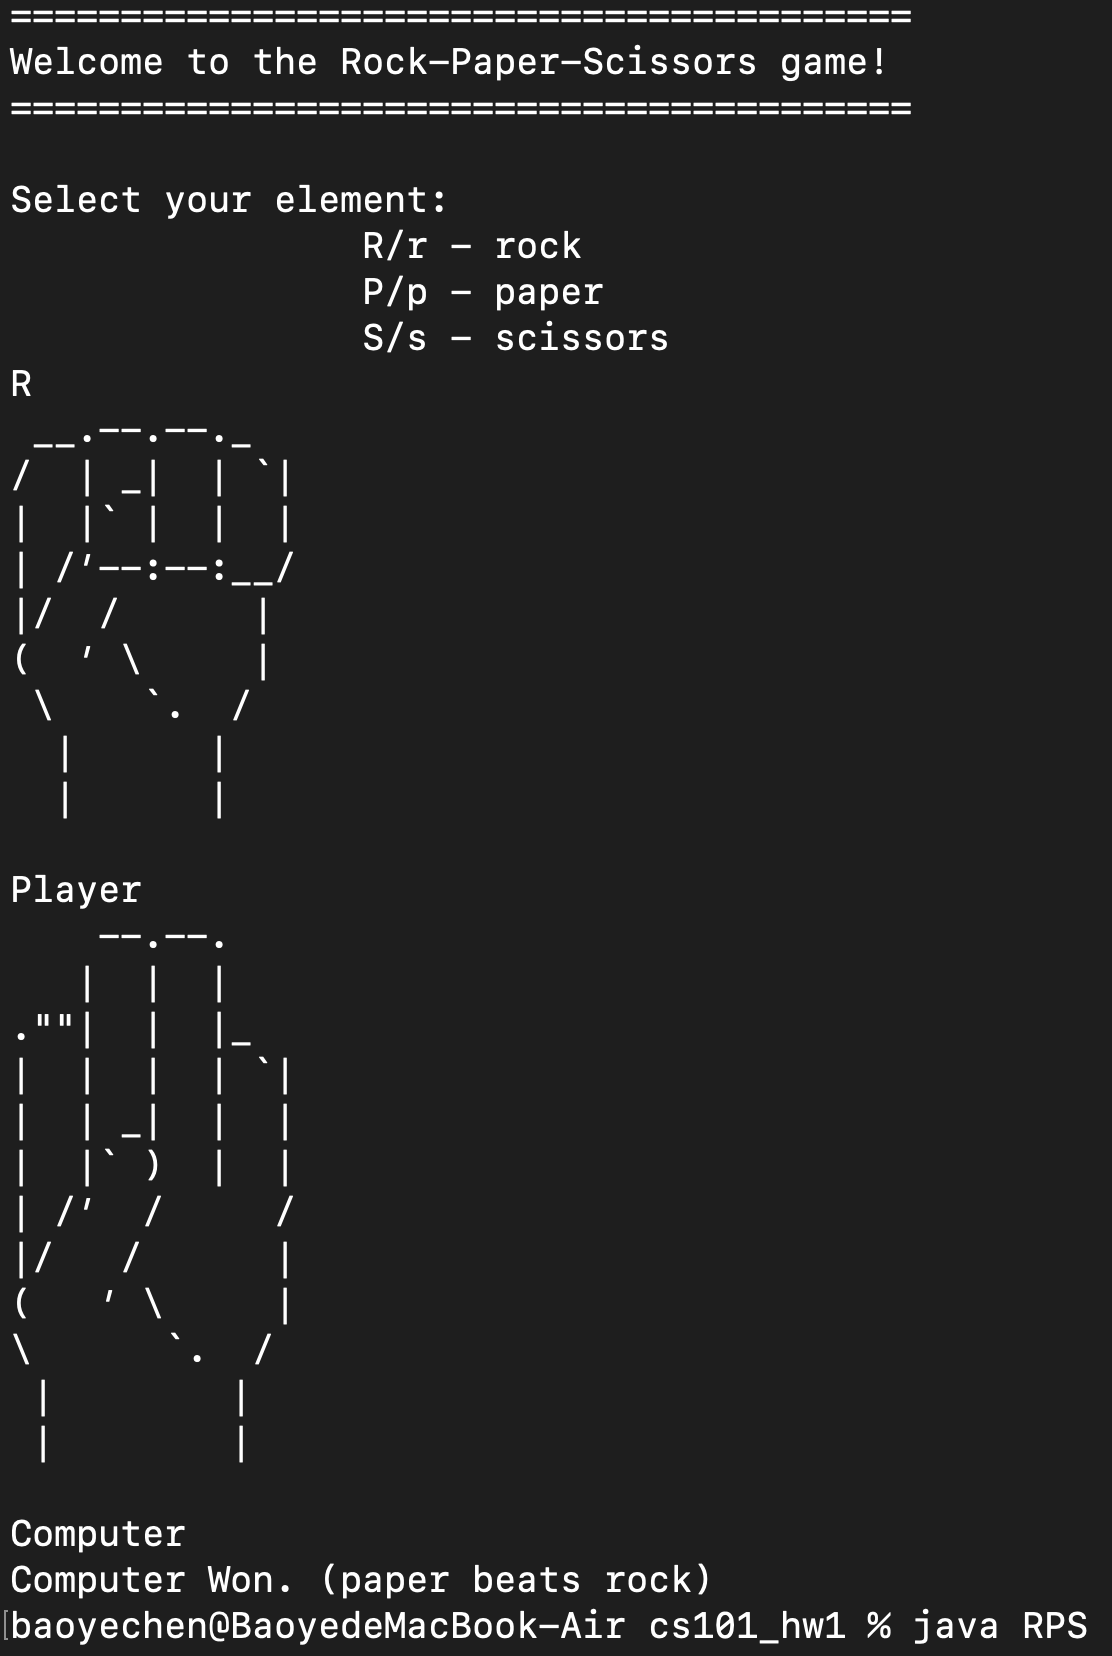 =========================================
Welcome to the Rock-Paper-Scissors game!
=========================================

Select your element:
                R/r - rock
                P/p - paper
                S/s - scissors
R
 __.--.--._
/  | _|  | `|
|  |` |  |  |
| /'--:--:__/
|/  /      |
(  ' \     |
 \    `.  /
  |      |
  |      |

Player
    --.--.
   |  |  |
.""|  |  |_
|  |  |  | `|
|  | _|  |  |
|  |` )  |  |
| /'  /     /
|/   /      |
(   ' \     |
\      `.  /
 |        |
 |        |

Computer
Computer Won. (paper beats rock)
[baoyechen@BaoyedeMacBook-Air cs101_hw1 % java RPS